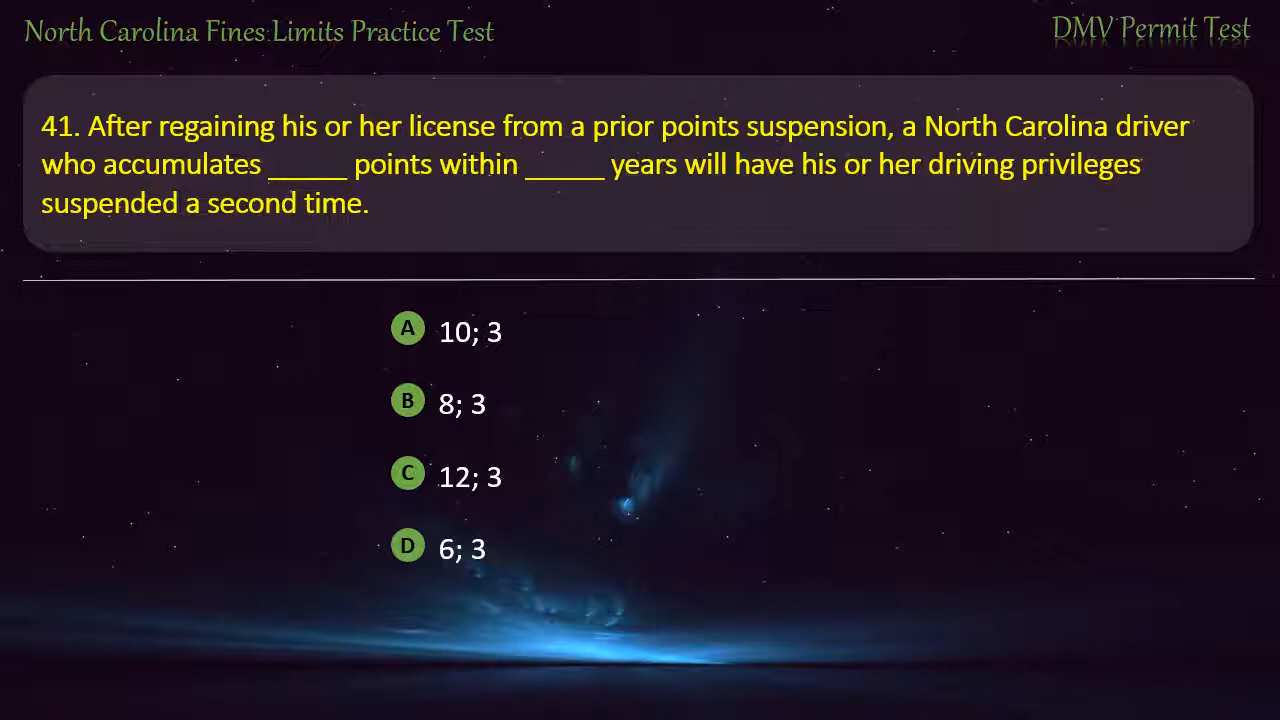 North Carolina Fines Limits Practice Test
DMV Permit Test
41. After regaining his or her license from a prior points suspension, a North Carolina driver
who accumulates _____ points within _____ years will have his or her driving privileges
suspended a second time.
A 10; 3
B 8; 3
C 12; 3
D 6; 3